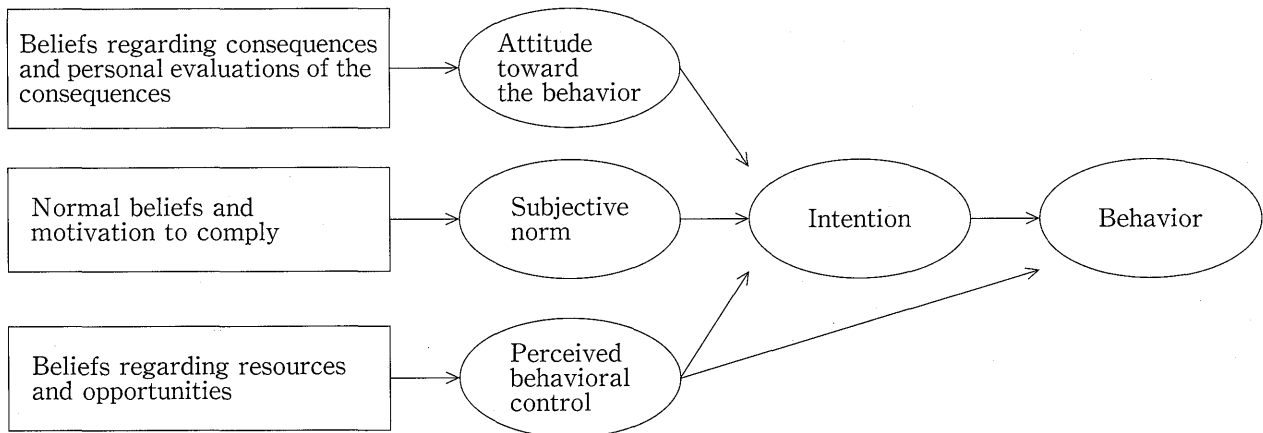 Beliefs regarding consequences
and personal evaluations of the
consequences
Attitude
toward
the behavior
Normal beliefs and
motivation to comply
Subjective
norm
Intention
Behavior
Beliefs regarding resources
and opportunities
Perceived
behavioral
control